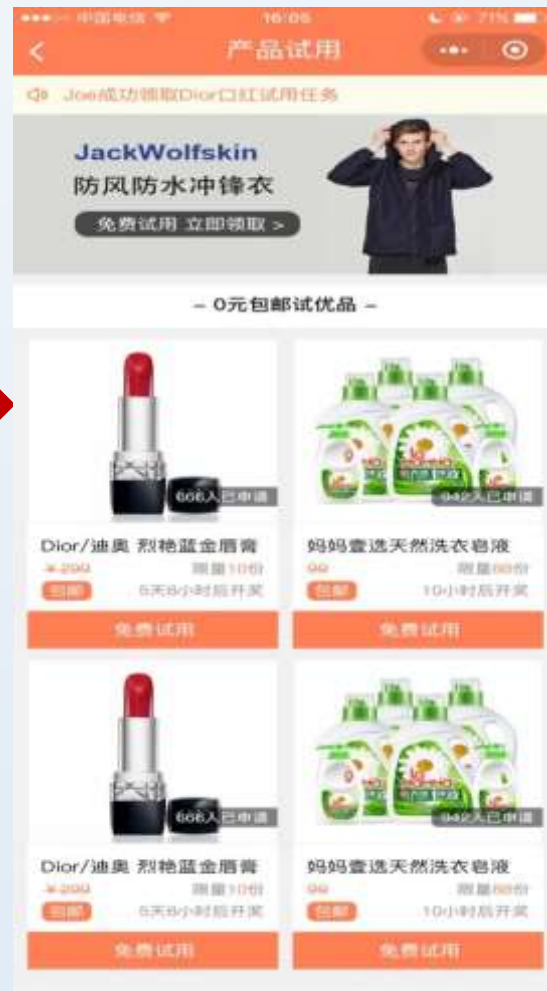 中国电信 16:05 71%
产品试用
Joe成功领取Dior口红试用任务
JackWolfskin
防风防水冲锋衣
免费试用 立即领取 >
– 0元包邮试优品 –
666人已申请
942人已申请
Dior/迪奥 烈艳蓝金唇膏
妈妈壹选天然洗衣皂液
¥299 限量10份
99 限量88份
包邮 5天6小时后开奖
包邮 10小时后开奖
免费试用
免费试用
666人已申请
942人已申请
Dior/迪奥 烈艳蓝金唇膏
妈妈壹选天然洗衣皂液
¥299 限量10份
99 限量88份
包邮 5天6小时后开奖
包邮 10小时后开奖
免费试用
免费试用